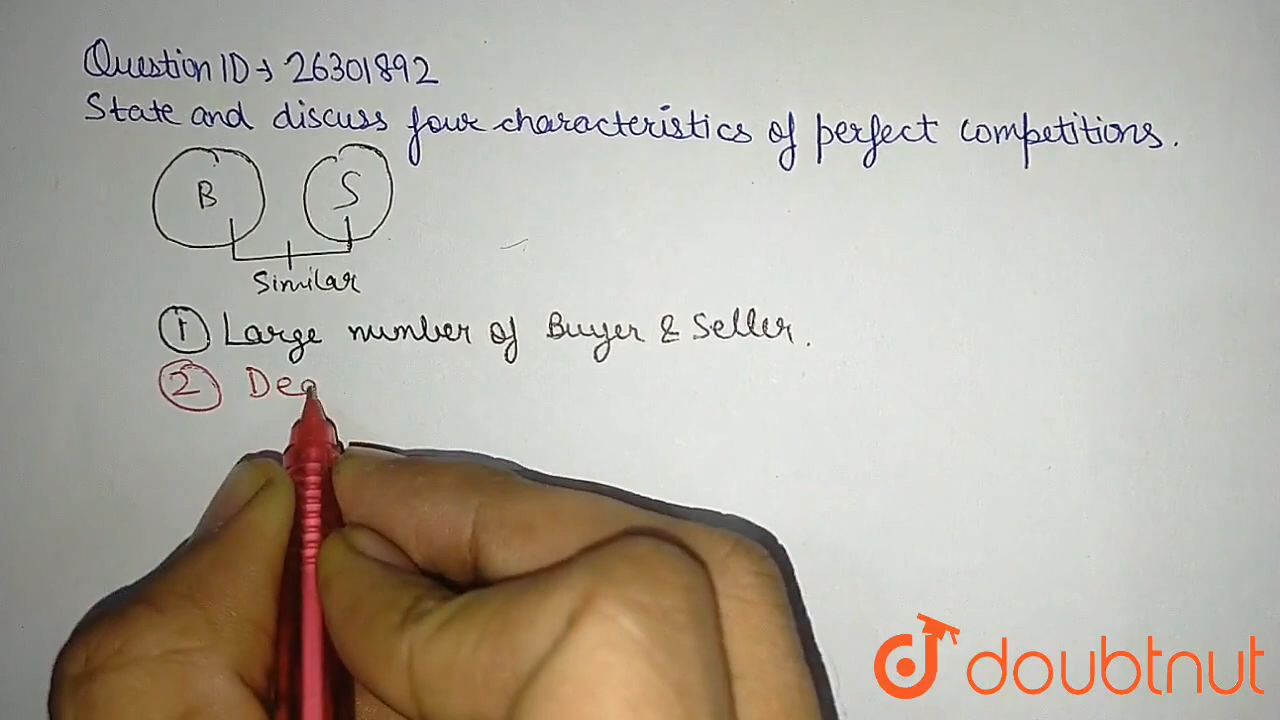 Question ID → 26301892
State and discuss four characteristics of perfect competitions.
B S
Similar
① Large number of Buyer & Seller.
② Deg
doubtnut